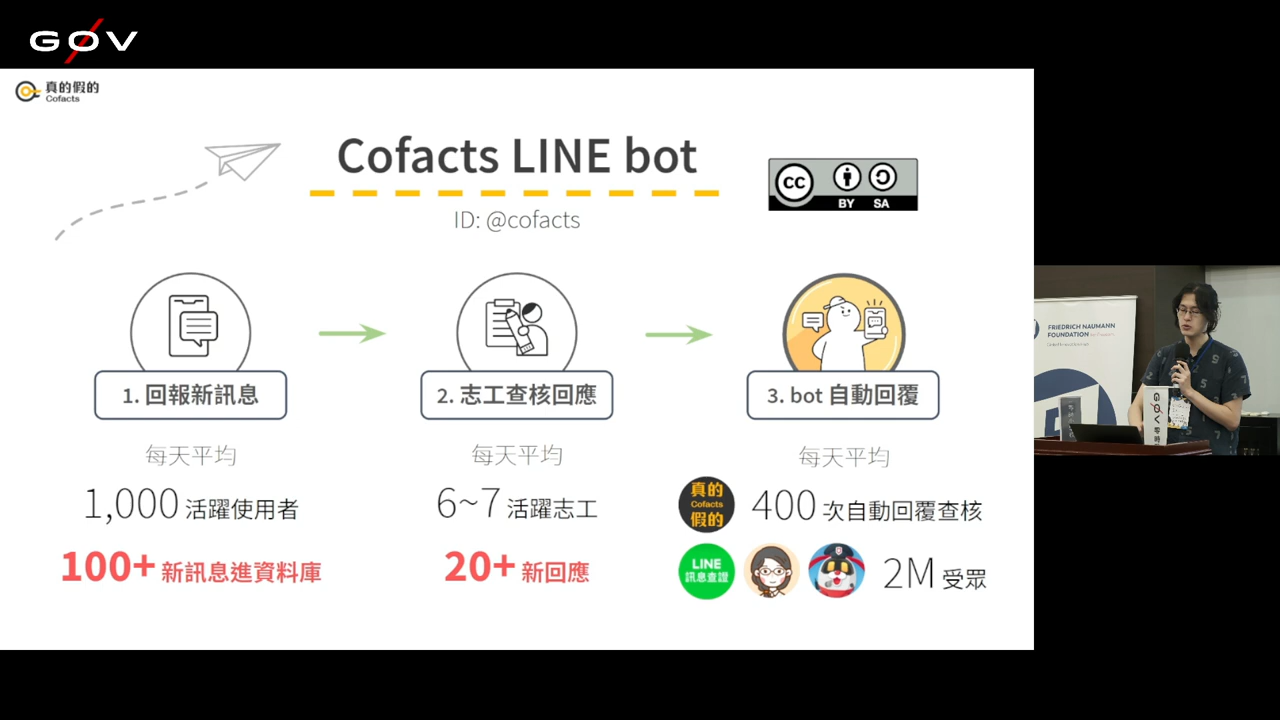 GØV
真的假的
Cofacts
Cofacts LINE bot
ID: @cofacts
cc
BY SA
1. 回報新訊息
2. 志工查核回應
3. bot 自動回覆
每天平均
每天平均
每天平均
1,000 活躍使用者
6~7 活躍志工
真的
Cofacts
假的
400 次自動回覆查核
100+ 新訊息進資料庫
20+ 新回應
LINE
訊息查證
2M 受眾
FRIEDRICH NAUMANN
FOUNDATION
GØV